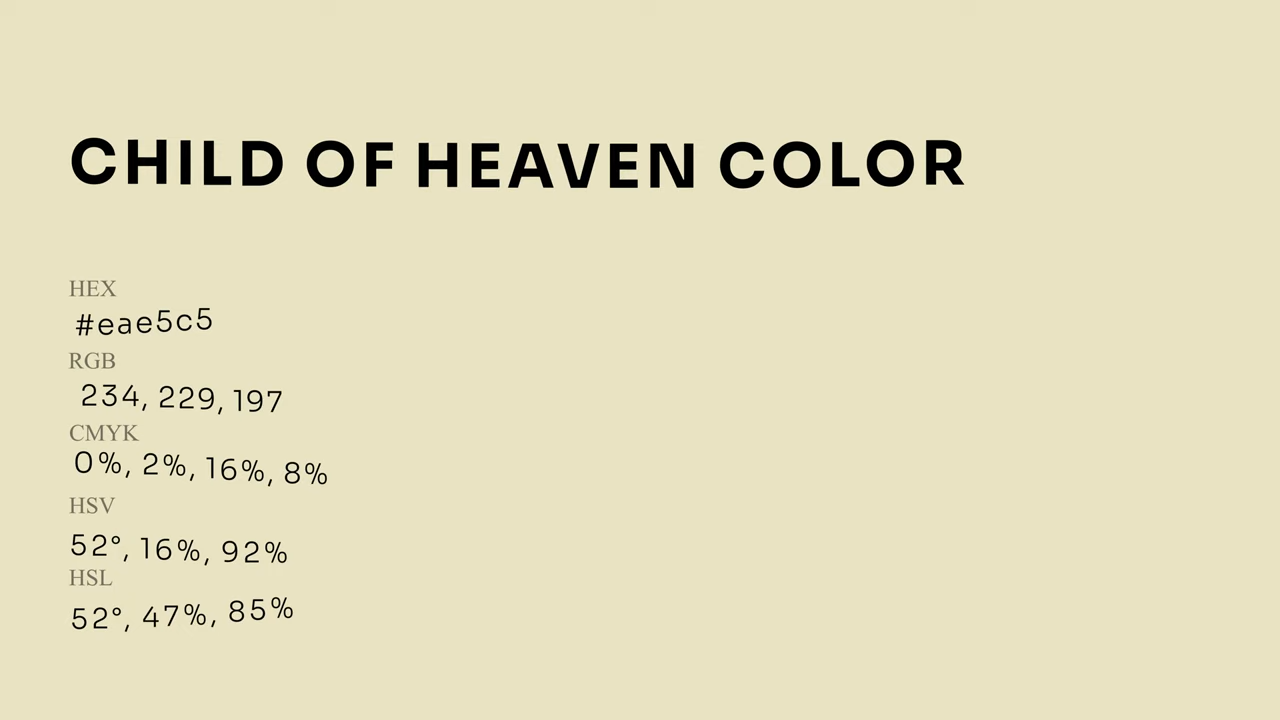 CHILD OF HEAVEN COLOR
HEX
#eae5c5
RGB
234, 229, 197
CMYK
0%, 2%, 16%, 8%
HSV
52°, 16%, 92%
HSL
52°, 47%, 85%